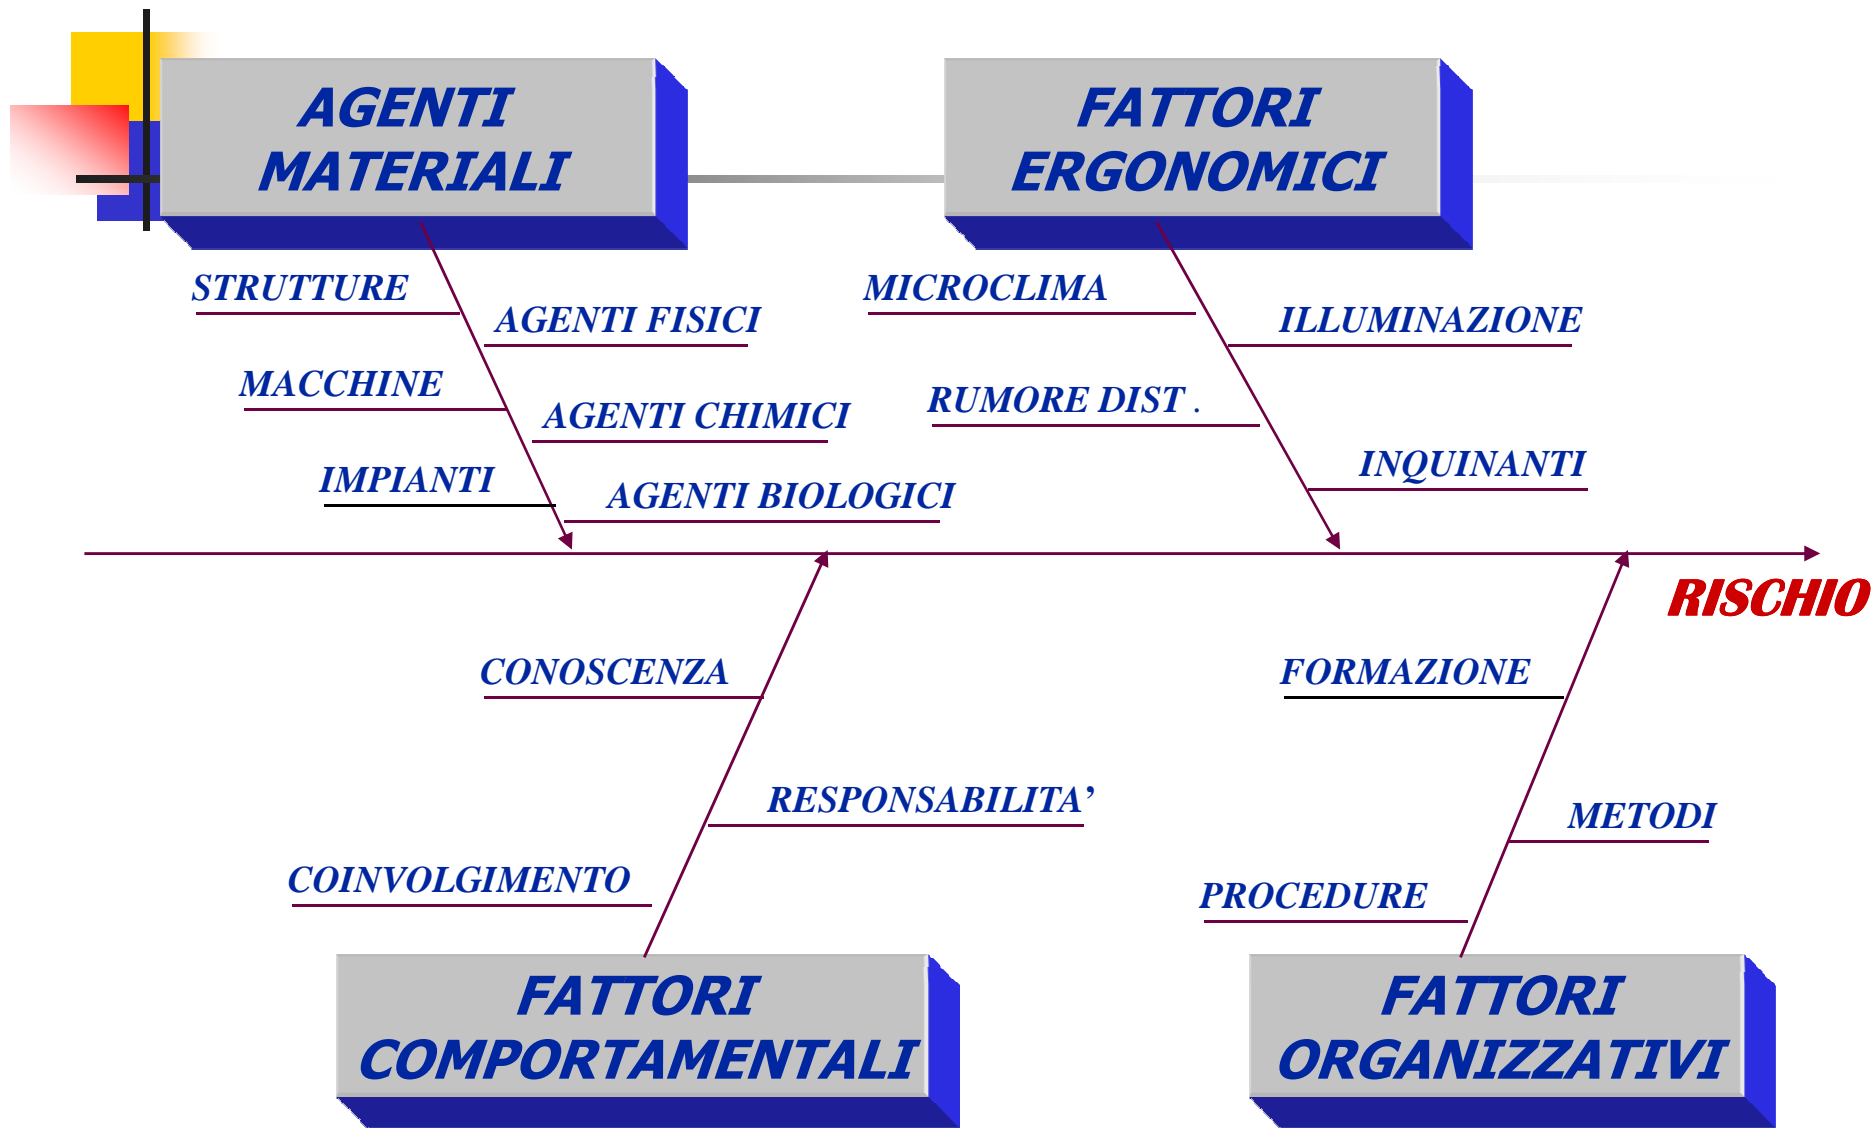 AGENTI
MATERIALI
FATTORI
ERGONOMICI
STRUTTURE
AGENTI FISICI
MACCHINE
AGENTI CHIMICI
IMPIANTI
AGENTI BIOLOGICI
MICROCLIMA
ILLUMINAZIONE
RUMORE DIST .
INQUINANTI
RISCHIO
CONOSCENZA
RESPONSABILITA’
COINVOLGIMENTO
FORMAZIONE
METODI
PROCEDURE
FATTORI
COMPORTAMENTALI
FATTORI
ORGANIZZATIVI